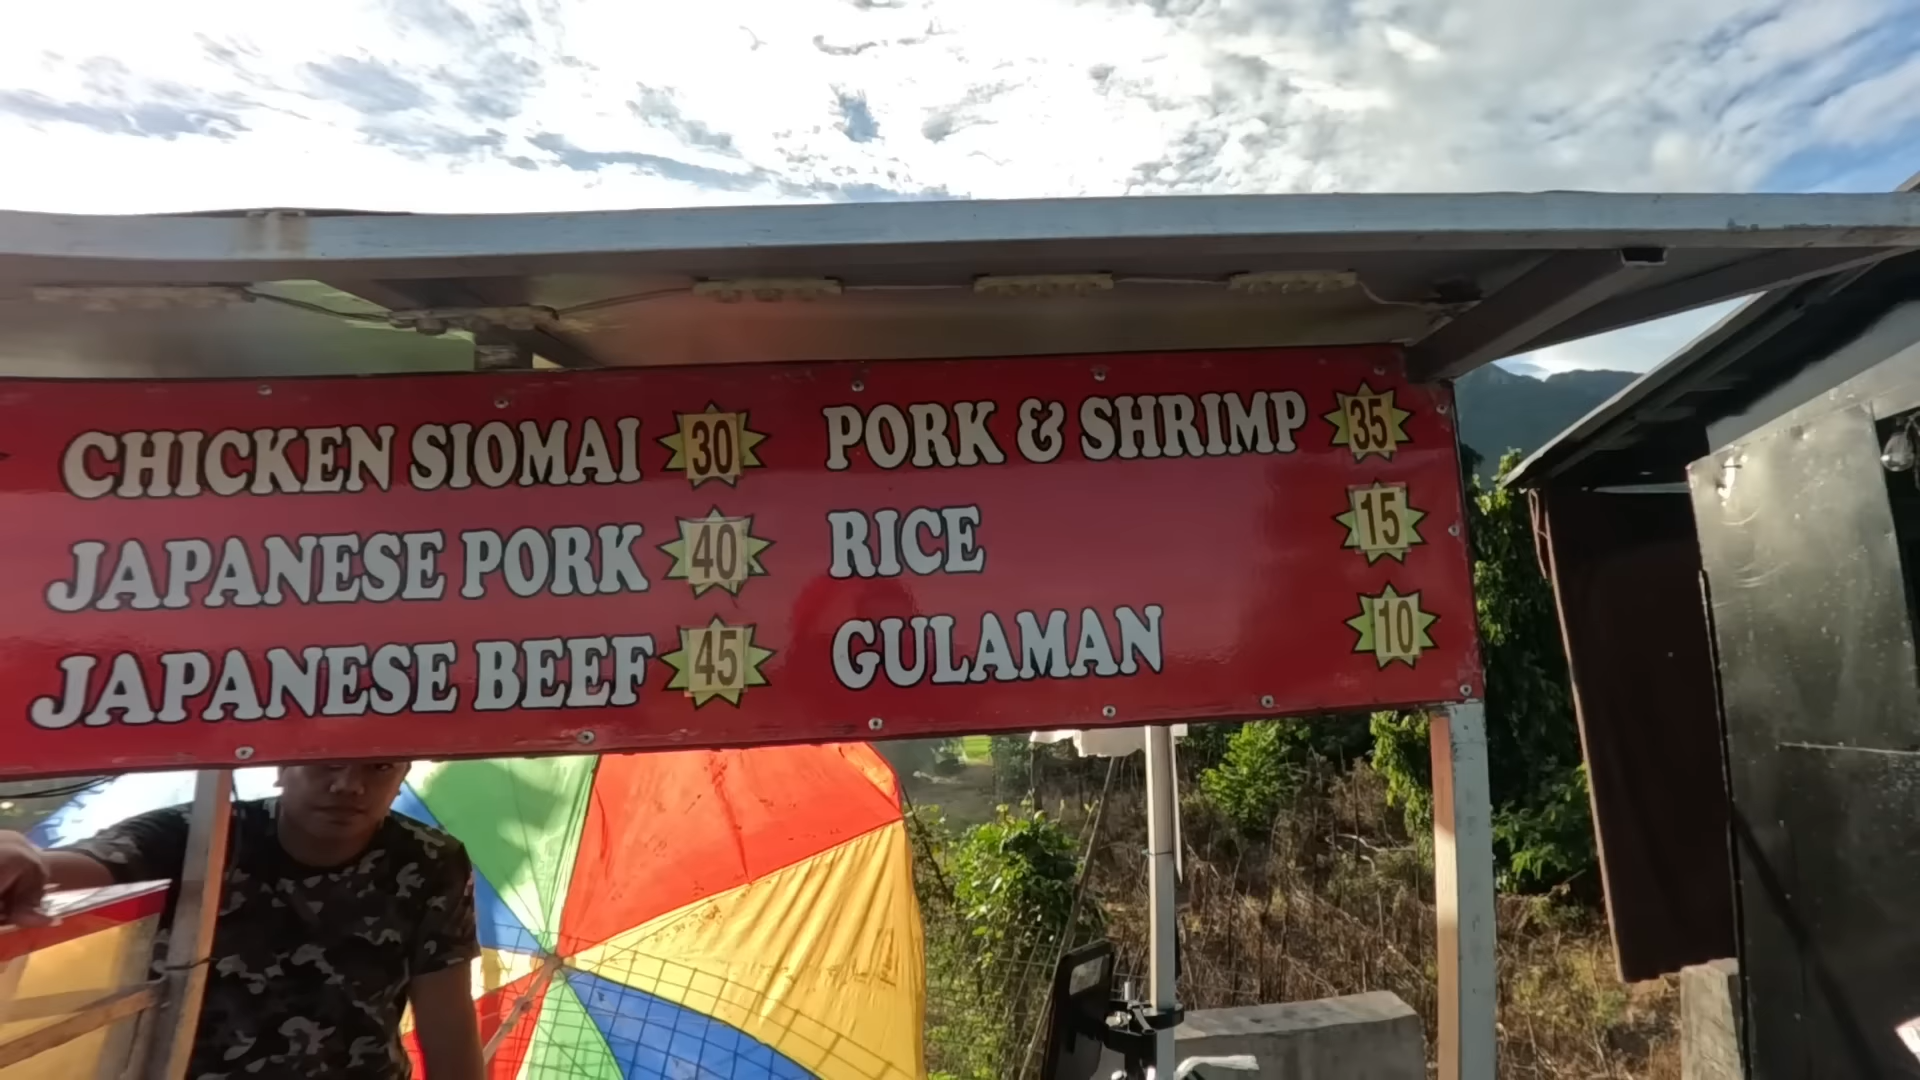 CHICKEN SIOMAI 30
JAPANESE PORK 40
JAPANESE BEEF 45
PORK & SHRIMP 35
RICE 15
GULAMAN 10